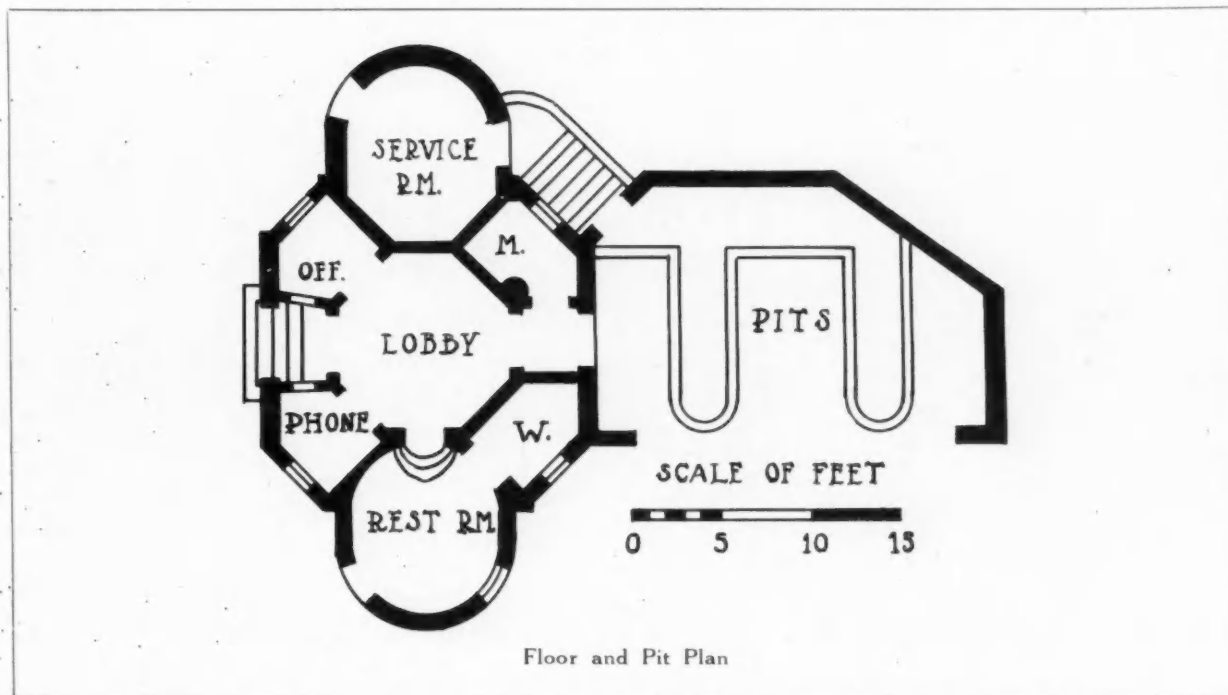 SERVICE
RM.
M.
OFF.
LOBBY
PITS
PHONE
W.
REST RM
SCALE OF FEET
0 5 10 15
Floor and Pit Plan